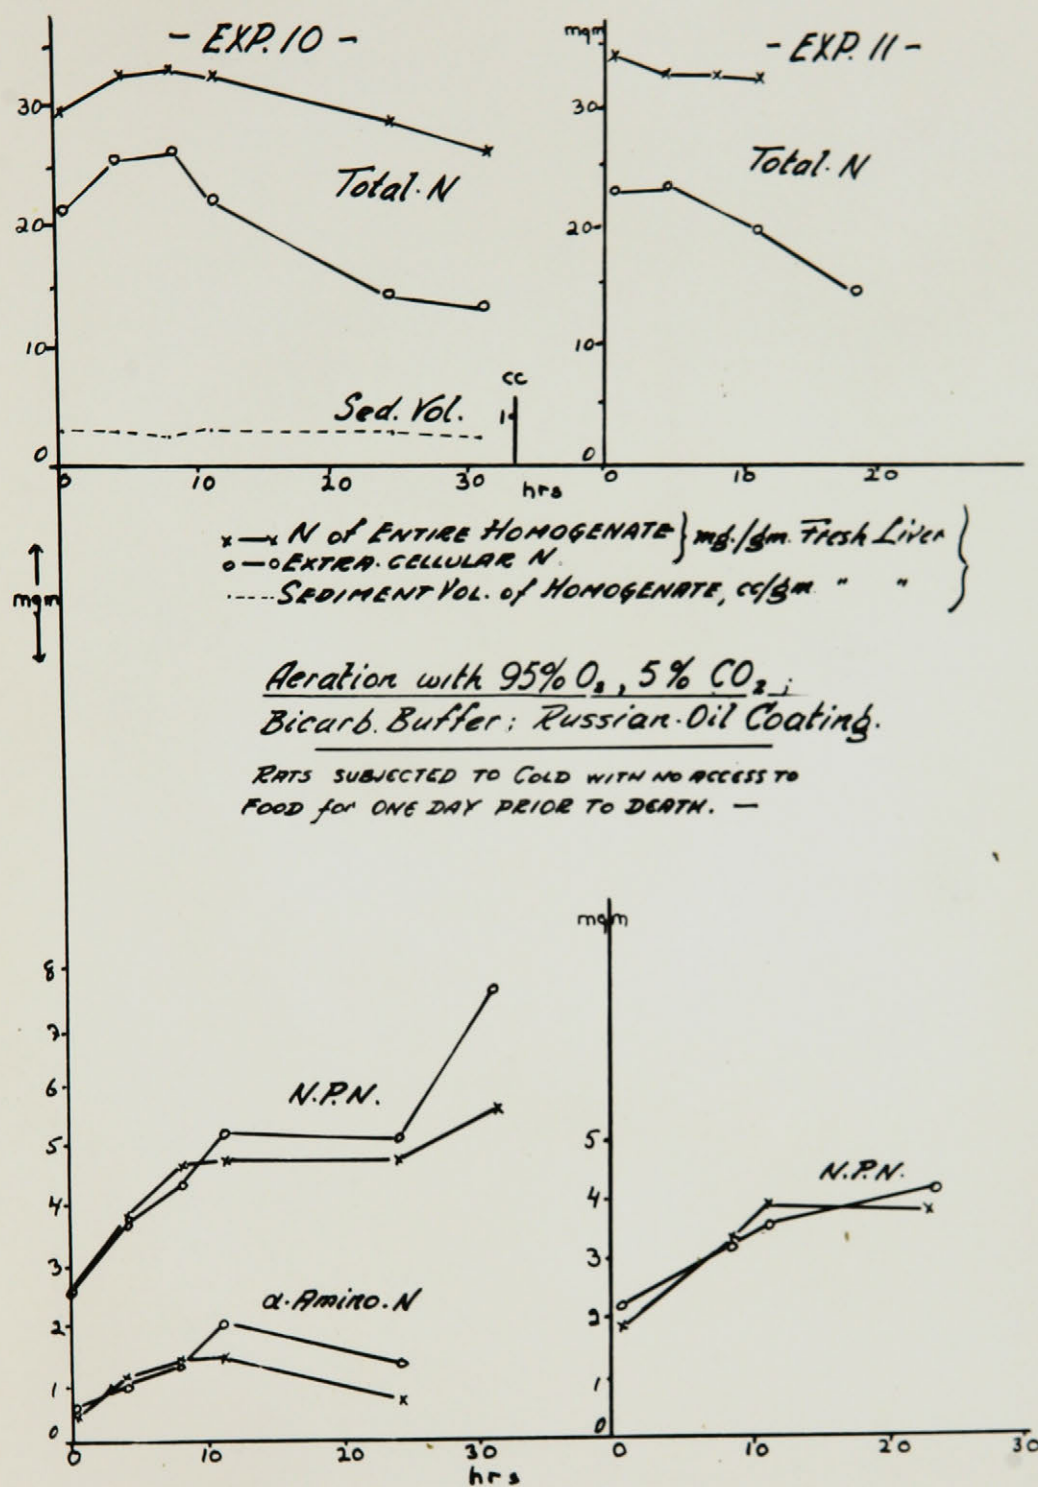 - EXP. 10 -
30
20
10
0
Total. N
Sed. Vol.
cc
1
0 10 20 30
hrs
mgm
- EXP. 11 -
30
20
10
0
Total. N
0 10 20
x—x N of ENTIRE HOMOGENATE } mg./gm. Fresh Liver
o—o EXTRA-CELLULAR N
----- SEDIMENT VOL. of HOMOGENATE, cc/gm " "
mgm
Aeration with 95% O₂, 5% CO₂;
Bicarb. Buffer; Russian-Oil Coating.
RATS SUBJECTED TO COLD WITH NO ACCESS TO
FOOD for ONE DAY PRIOR TO DEATH. —
8
7
6
5
4
3
2
1
0
N.P.N.
α-Amino-N
0 10 20 30
hrs
mgm
5
4
3
2
1
0
N.P.N.
0 10 20 30